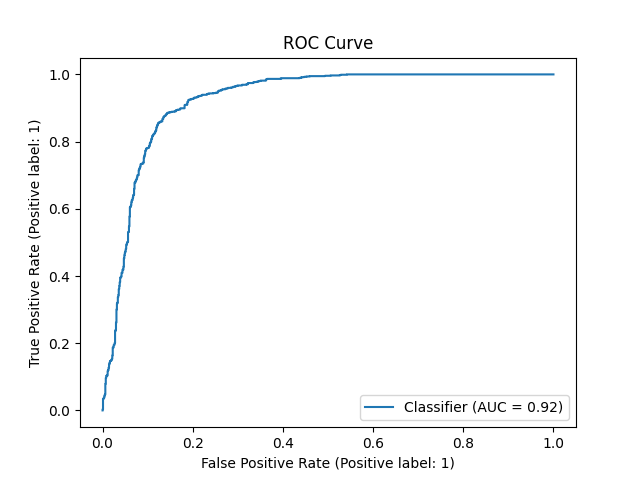 ROC Curve
1.0
0.8
0.6
0.4
0.2
0.0
True Positive Rate (Positive label: 1)
Classifier (AUC = 0.92)
0.0 0.2 0.4 0.6 0.8 1.0
False Positive Rate (Positive label: 1)